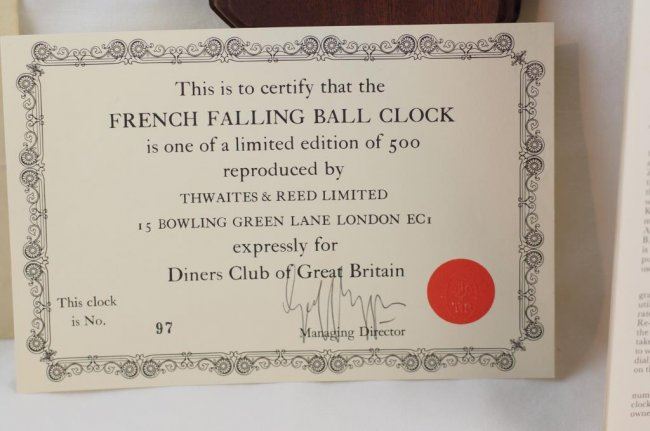 This is to certify that the
FRENCH FALLING BALL CLOCK
is one of a limited edition of 500
reproduced by
THWAITES & REED LIMITED
15 BOWLING GREEN LANE LONDON EC1
expressly for
Diners Club of Great Britain
This clock
is No. 97
Managing Director